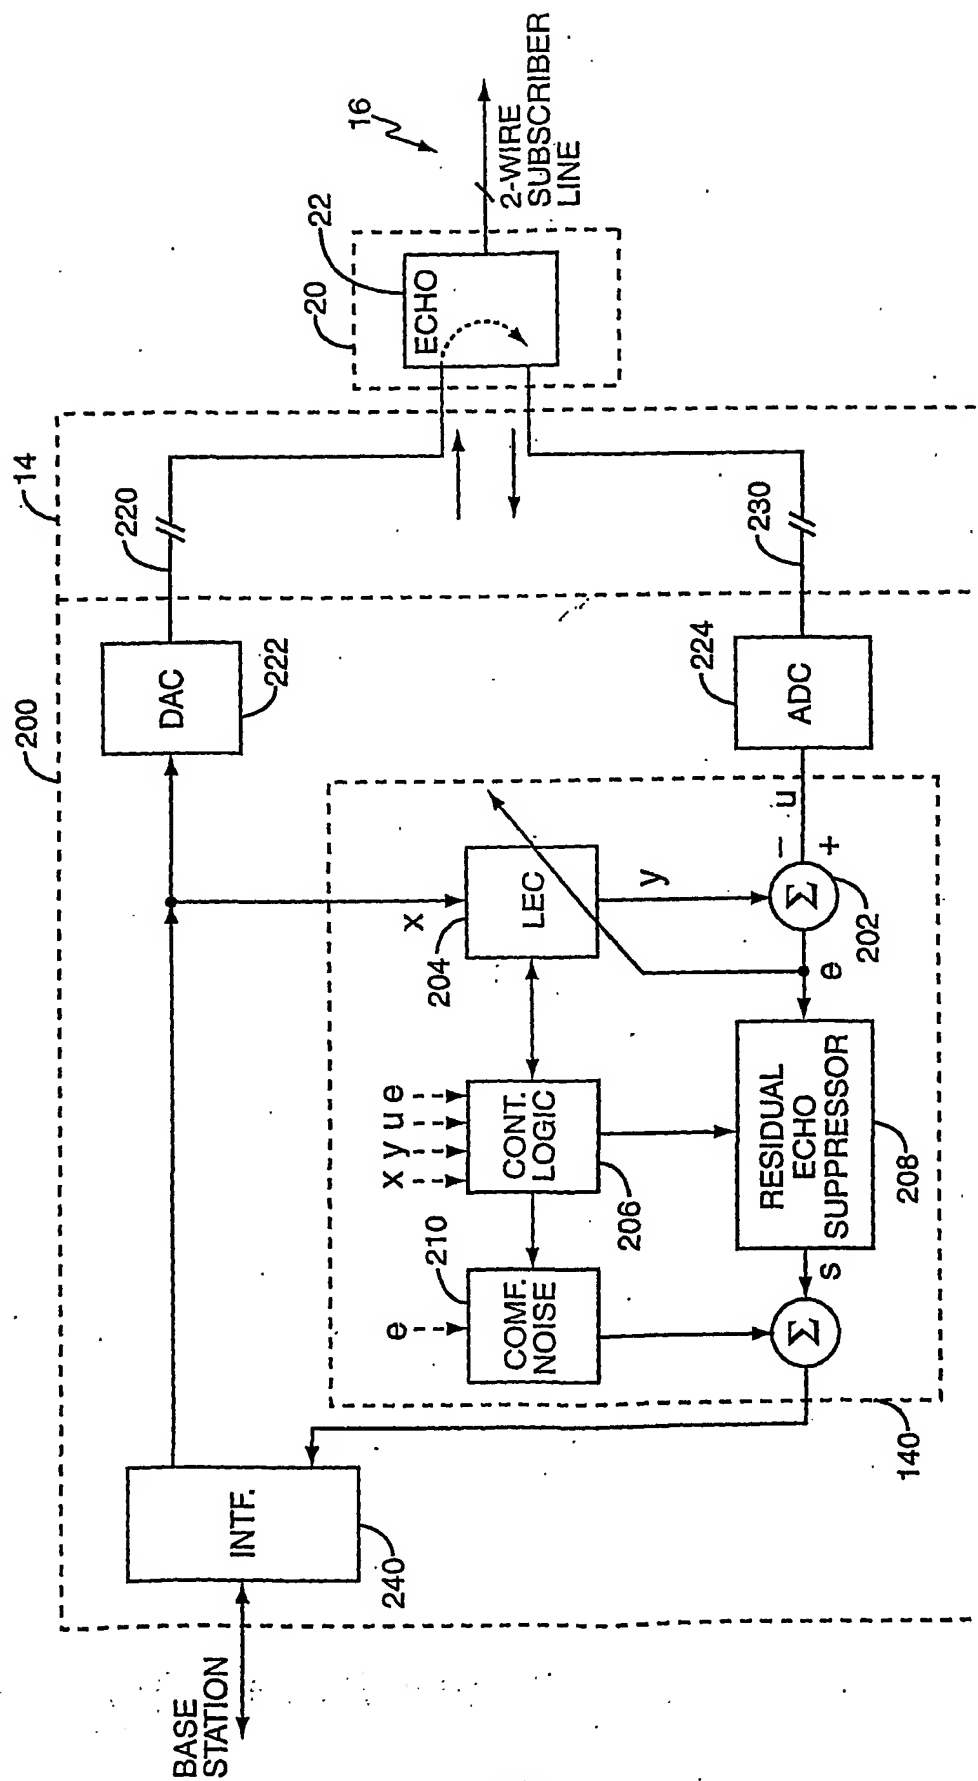 BASE
STATION
INTF.
240
200
14
DAC
222
220
16
20
22
ECHO
2-WIRE
SUBSCRIBER
LINE
x
204
LEC
y
x y u e
CONT.
LOGIC
206
210
e
COMF.
NOISE
Σ
s
RESIDUAL
ECHO
SUPPRESSOR
208
e
Σ
202
−
+
u
224
ADC
230
140